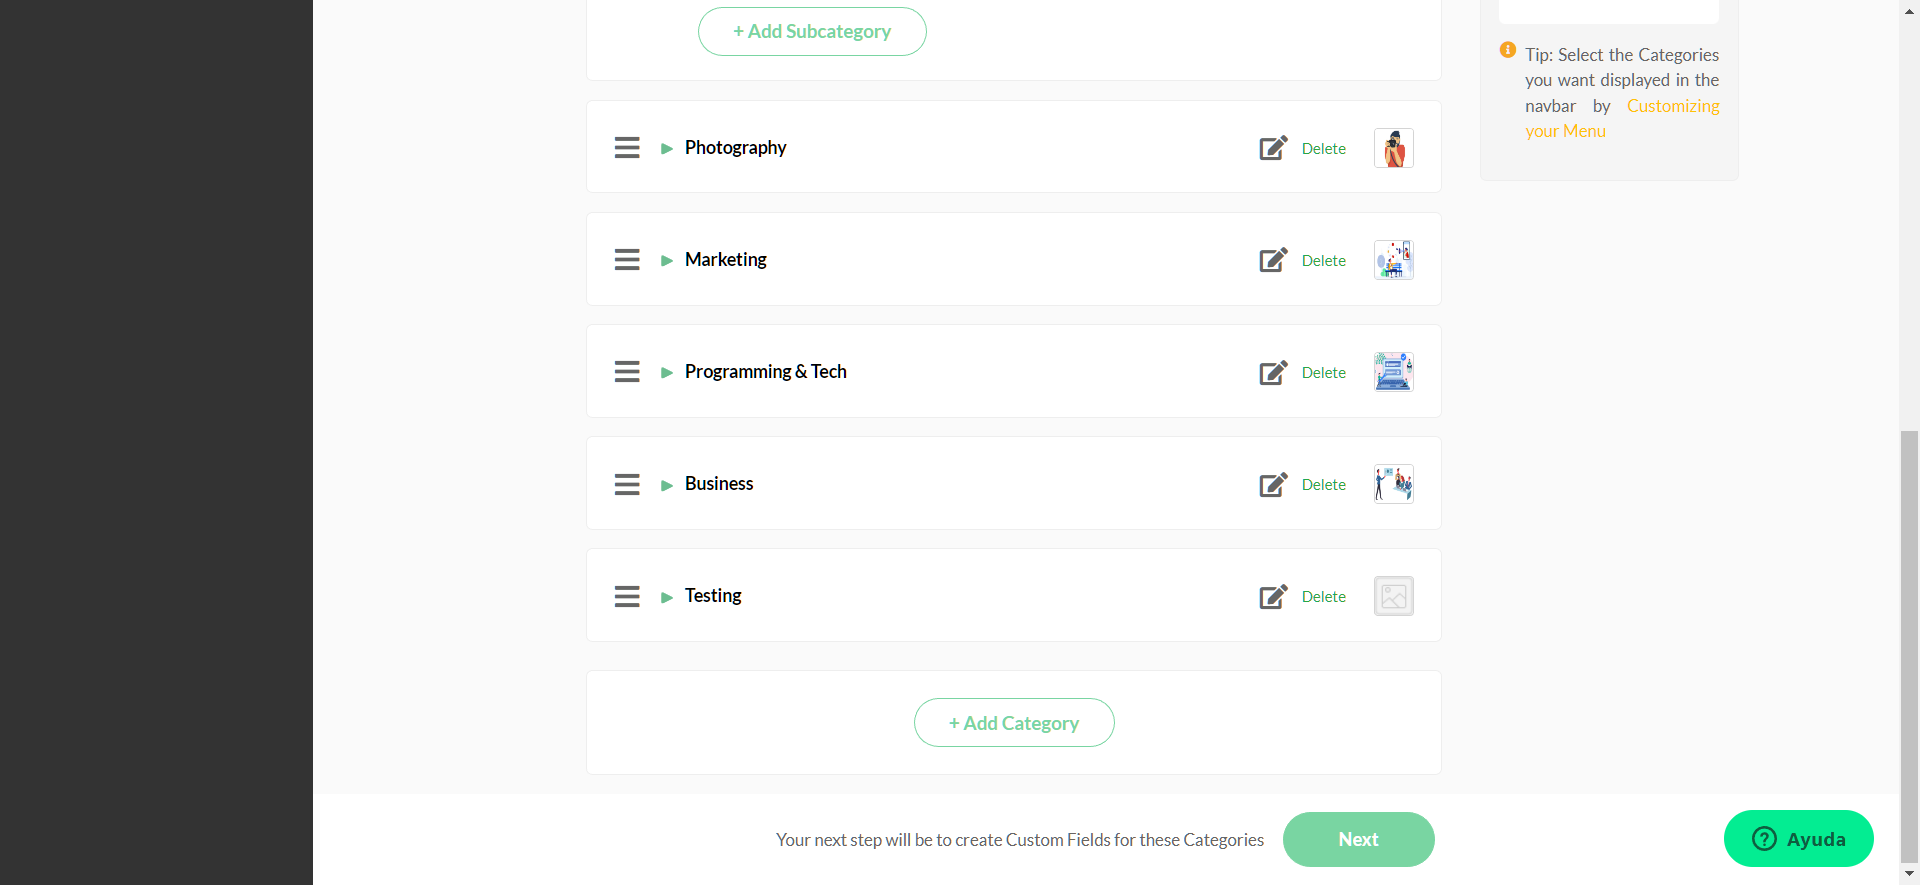 + Add Subcategory
Tip: Select the Categories
you want displayed in the
navbar by Customizing
your Menu
Photography
Delete
Marketing
Delete
Programming & Tech
Delete
Business
Delete
Testing
Delete
+ Add Category
Your next step will be to create Custom Fields for these Categories
Next
Ayuda